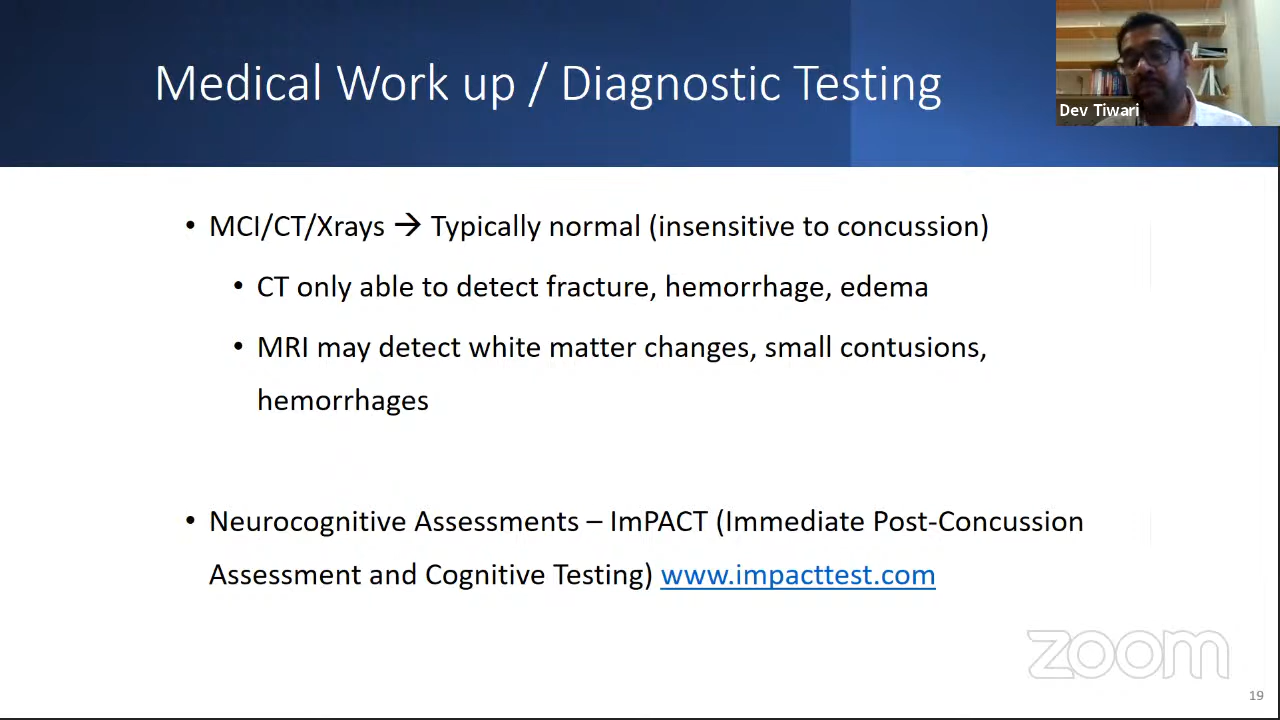 Medical Work up / Diagnostic Testing
Dev Tiwari
• MCI/CT/Xrays → Typically normal (insensitive to concussion)
• CT only able to detect fracture, hemorrhage, edema
• MRI may detect white matter changes, small contusions,
hemorrhages
• Neurocognitive Assessments – ImPACT (Immediate Post-Concussion
Assessment and Cognitive Testing) www.impacttest.com
zoom
19